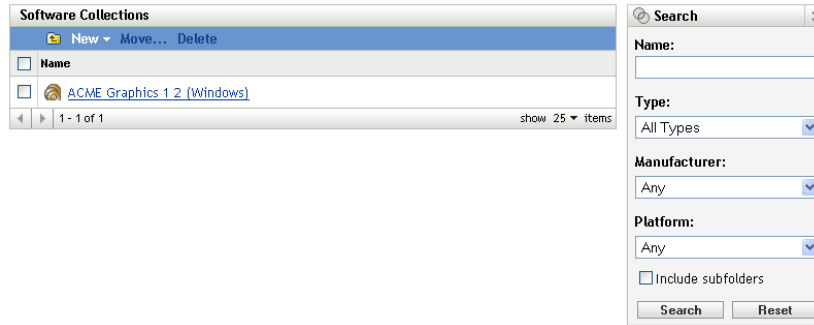 Software Collections
New Move... Delete
Name
ACME Graphics 1 2 (Windows)
1 - 1 of 1 show 25 items
Search
Name:
Type:
All Types
Manufacturer:
Any
Platform:
Any
Include subfolders
Search Reset